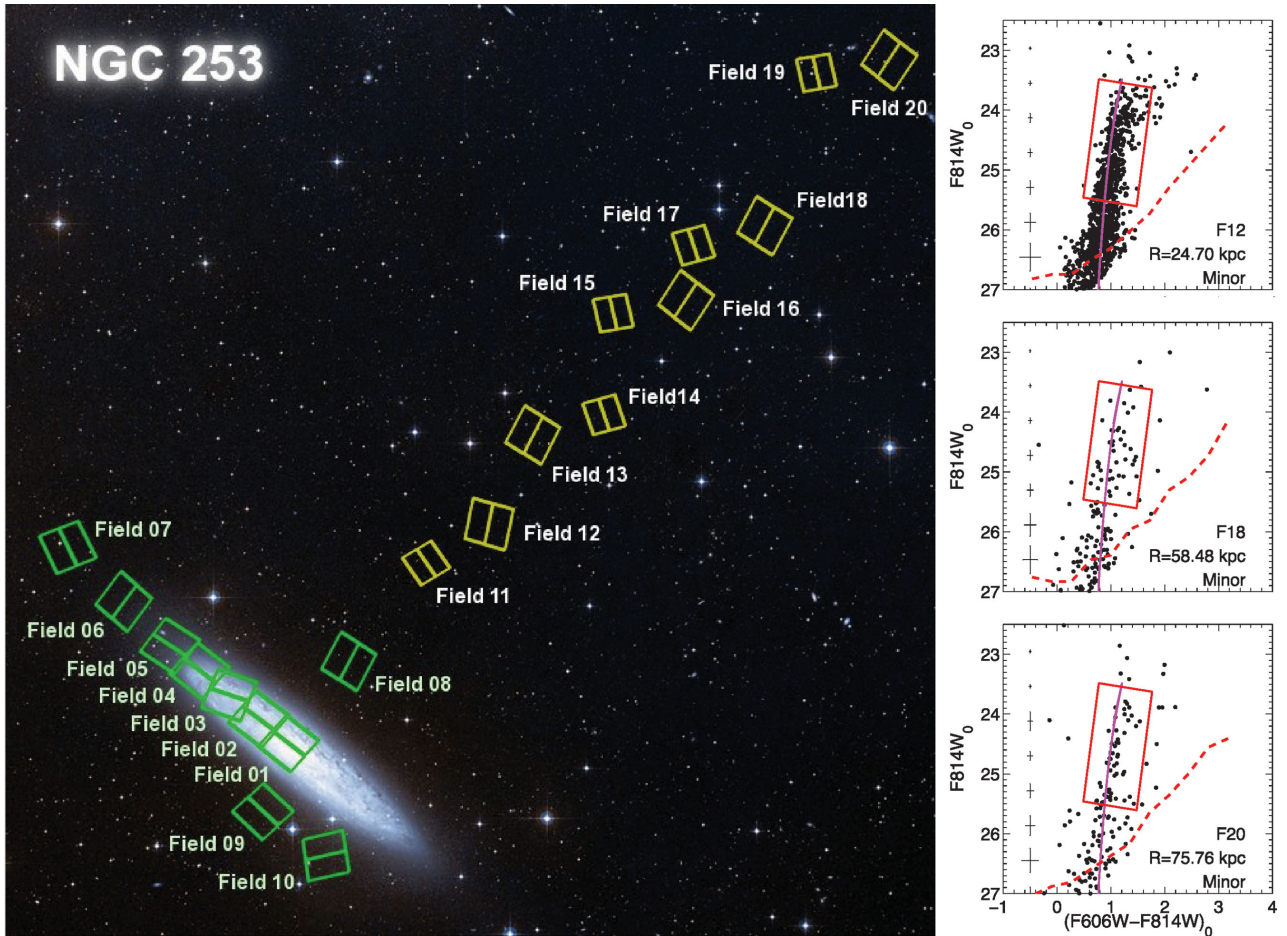 NGC 253
Field 19
Field 20
Field 17
Field18
Field 15
Field 16
Field14
Field 13
Field 12
Field 11
Field 07
Field 06
Field 05
Field 04
Field 03
Field 02
Field 01
Field 08
Field 09
Field 10
23
24
25
26
27
F814W0
F12
R=24.70 kpc
Minor
23
24
25
26
27
F814W0
F18
R=58.48 kpc
Minor
23
24
25
26
27
F814W0
F20
R=75.76 kpc
Minor
-1 0 1 2 3 4
(F606W-F814W)0